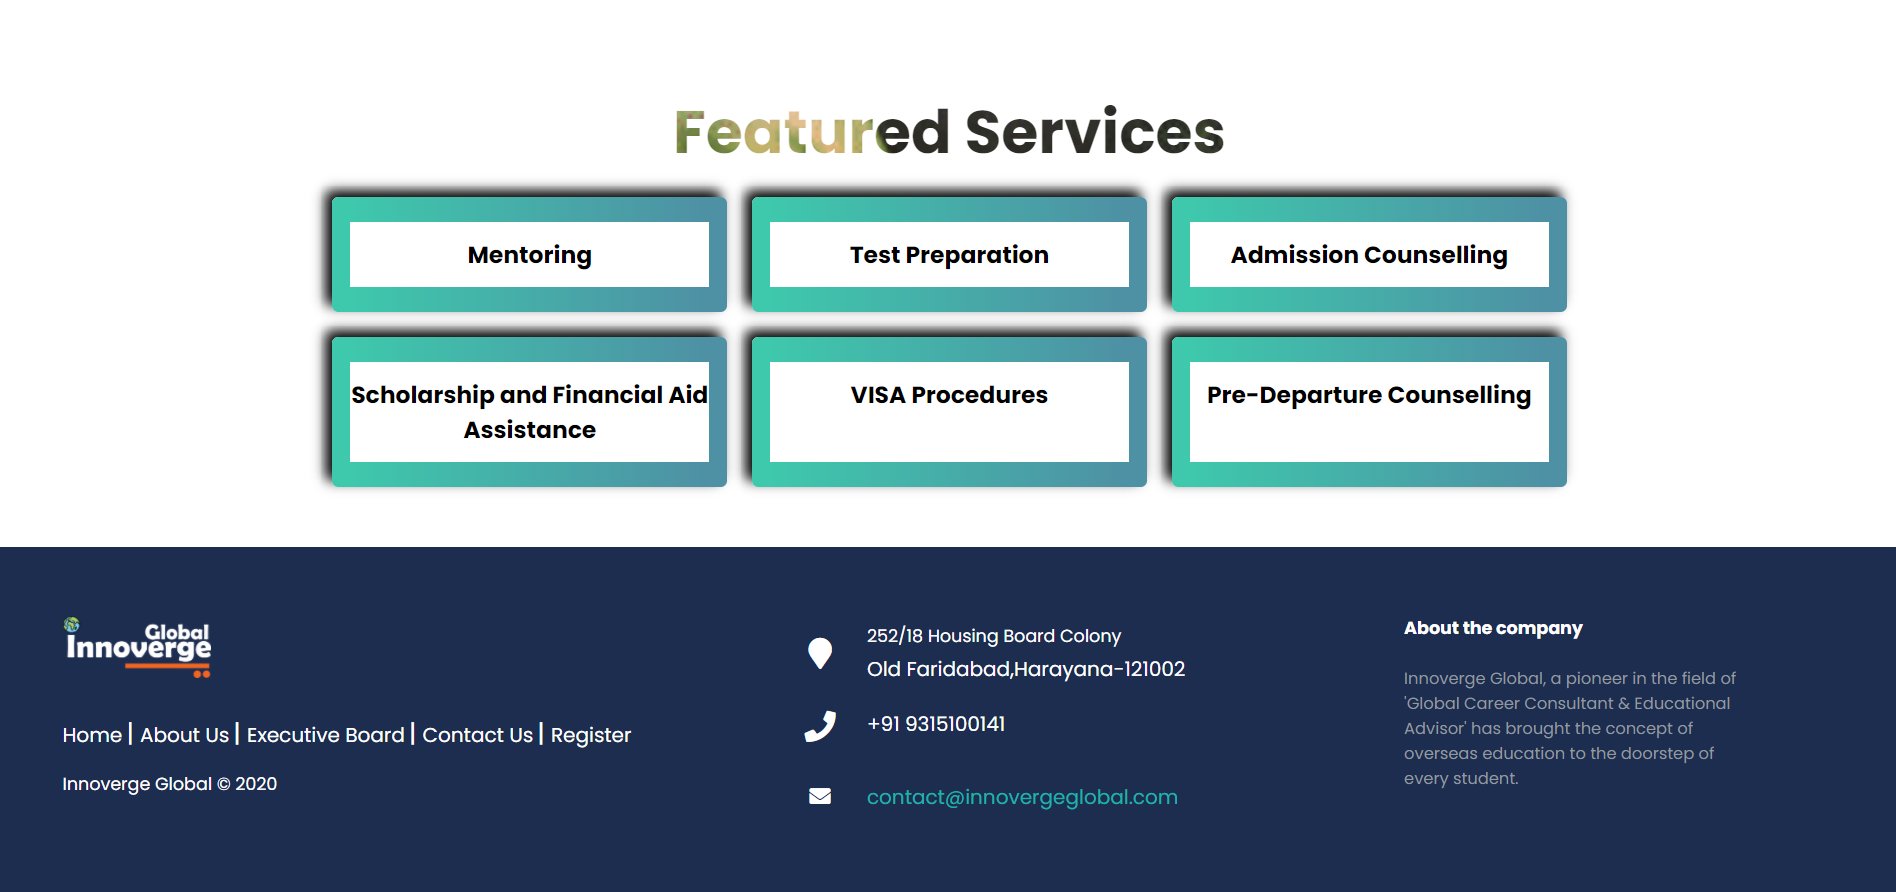 Featured Services
Mentoring
Test Preparation
Admission Counselling
Scholarship and Financial Aid
Assistance
VISA Procedures
Pre-Departure Counselling
Global
innoverge
Home | About Us | Executive Board | Contact Us | Register
Innoverge Global © 2020
252/18 Housing Board Colony
Old Faridabad,Harayana-121002
+91 9315100141
contact@innovergeglobal.com
About the company
Innoverge Global, a pioneer in the field of
'Global Career Consultant & Educational
Advisor' has brought the concept of
overseas education to the doorstep of
every student.